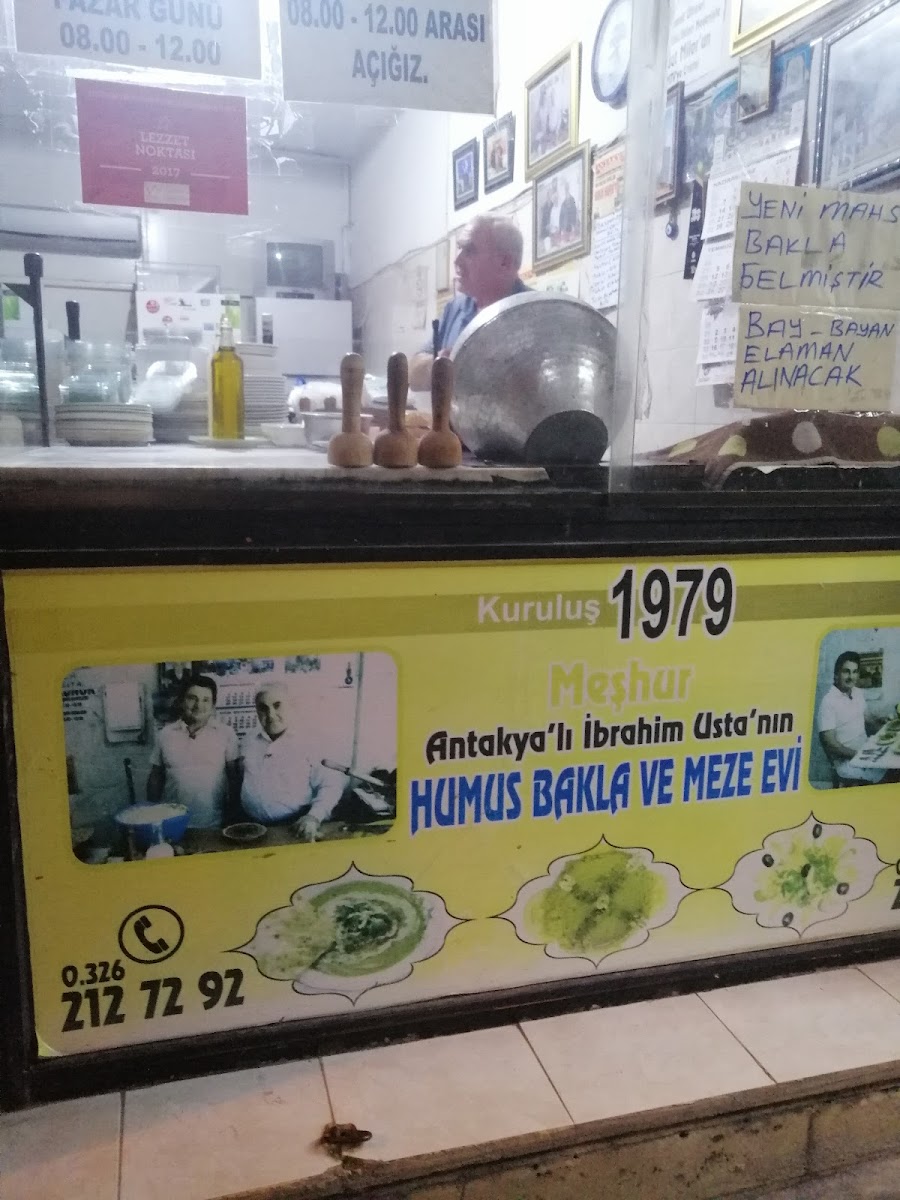 PAZAR GÜNÜ
08.00 - 12.00
08.00 - 12.00 ARASI
AÇIĞIZ.
LEZZET
NOKTASI
2017
YENİ MAHS
BAKLA
GELMİŞTİR
BAY - BAYAN
ELAMAN
ALINACAK
Kuruluş 1979
Meşhur
Antakya'lı İbrahim Usta'nın
HUMUS BAKLA VE MEZE EVİ
0.326
212 72 92